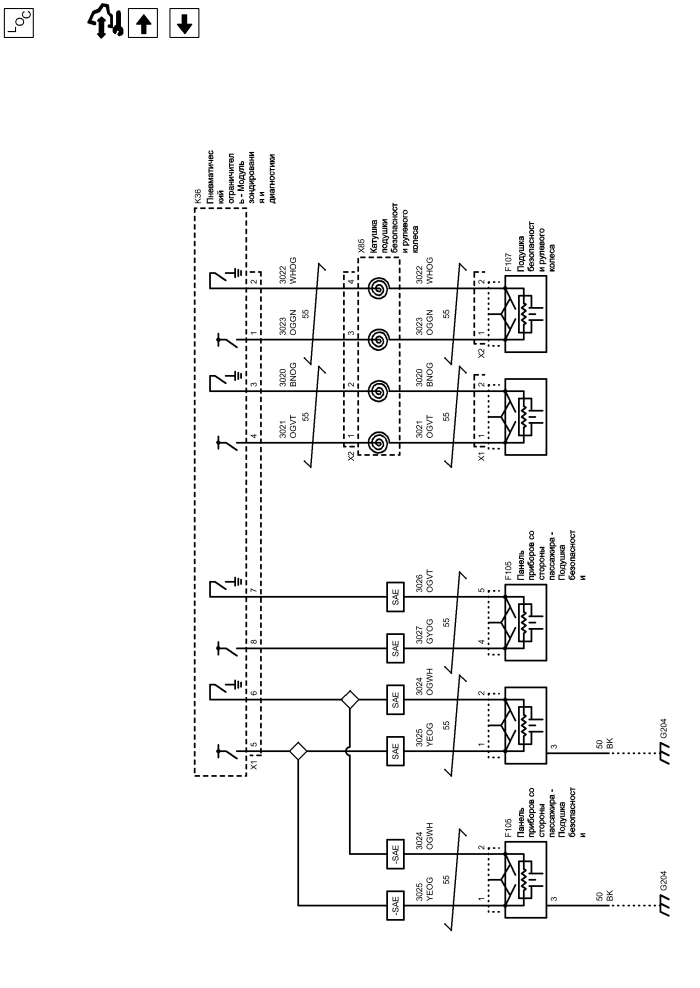 LOC
K36
Пневматичес
кий
ограничител
ь - Модуль
зондировани
я и
диагностики
X85
Катушка
подушки
безопасност
и рулевого
колеса
F107
Подушка
безопасност
и рулевого
колеса
2
3022
WHOG
4
3022
WHOG
2
1
3023
OGGN
55
3
3023
OGGN
55
1
X2
3
3020
BNOG
2
3020
BNOG
2
4
3021
OGVT
55
1
X2
3021
OGVT
55
1
X1
F105
Панель
приборов со
стороны
пассажира -
Подушка
безопасност
и
7
SAE
3026
OGVT
5
8
SAE
3027
GYOG
55
4
6
SAE
3024
OGWH
2
5
X1
SAE
3025
YEOG
55
1
3
50
BK
G204
F105
Панель
приборов со
стороны
пассажира -
Подушка
безопасност
и
-SAE
3024
OGWH
2
-SAE
3025
YEOG
55
1
3
50
BK
G204